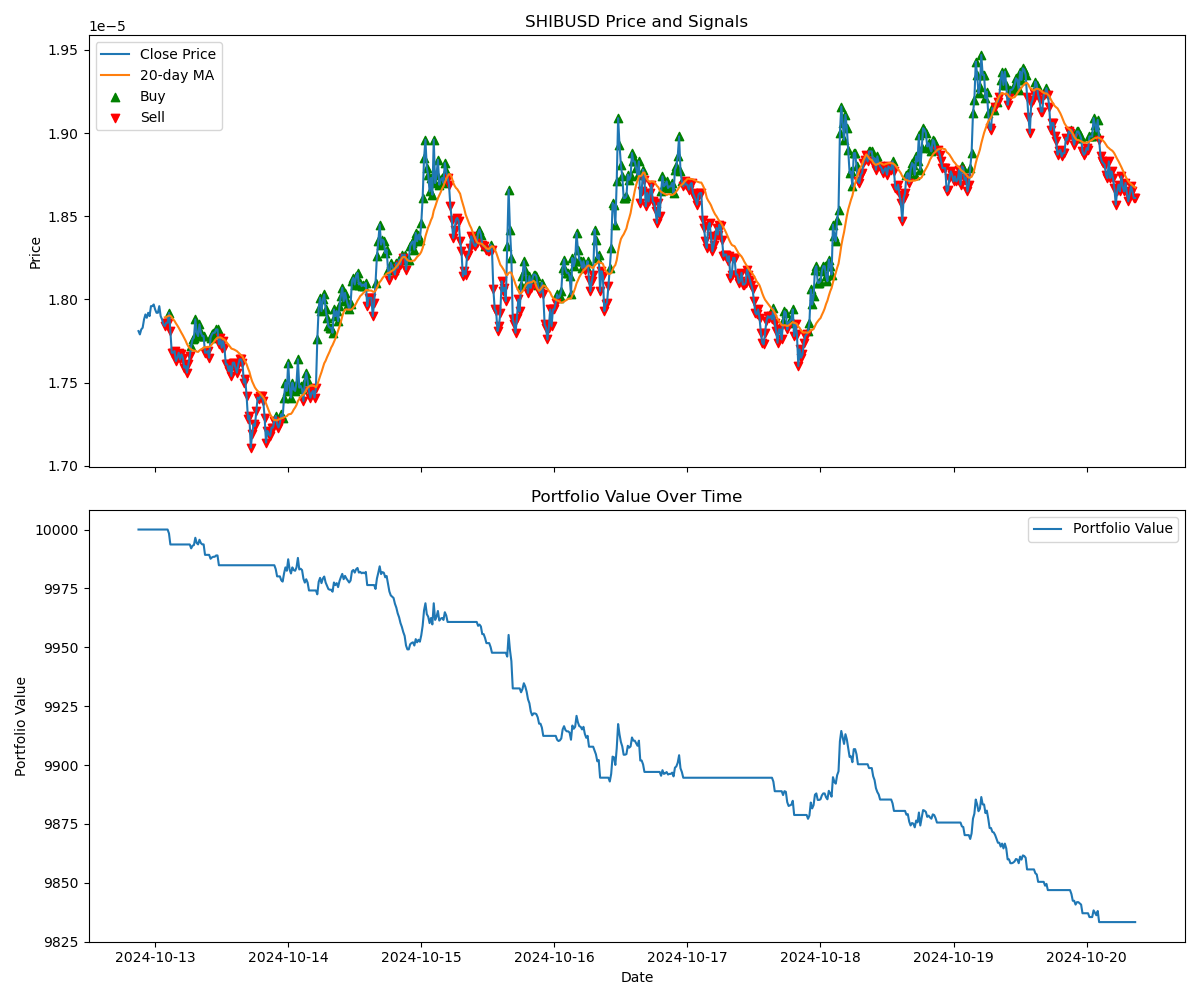 SHIBUSD Price and Signals
1e−5
Close Price
20-day MA
Buy
Sell
1.95
1.90
1.85
1.80
1.75
1.70
Price
Portfolio Value Over Time
Portfolio Value
10000
9975
9950
9925
9900
9875
9850
9825
Portfolio Value
2024-10-13 2024-10-14 2024-10-15 2024-10-16 2024-10-17 2024-10-18 2024-10-19 2024-10-20
Date